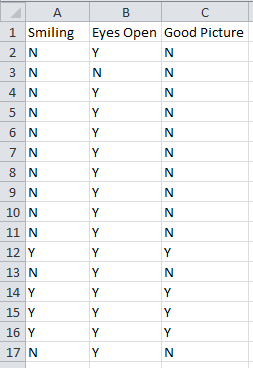 A B C
1 Smiling Eyes Open Good Picture
2 N Y N
3 N N N
4 N Y N
5 N Y N
6 N Y N
7 N Y N
8 N Y N
9 N Y N
10 N Y N
11 N Y N
12 Y Y Y
13 N Y N
14 Y Y Y
15 Y Y Y
16 Y Y Y
17 N Y N